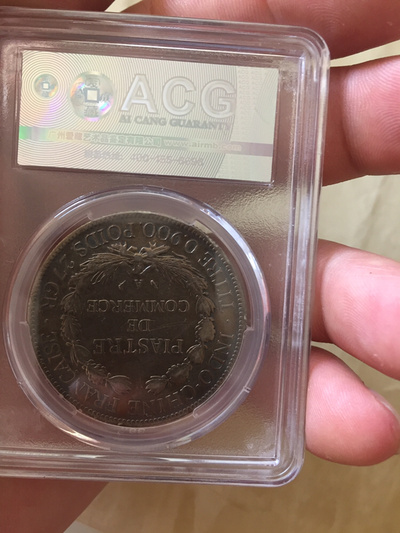 ACG
AI CANG GUARANTY
INDO-CHINE FRANÇAISE
PIASTRE
DE
COMMERCE
TITRE 0.900 POIDS 27 GR.